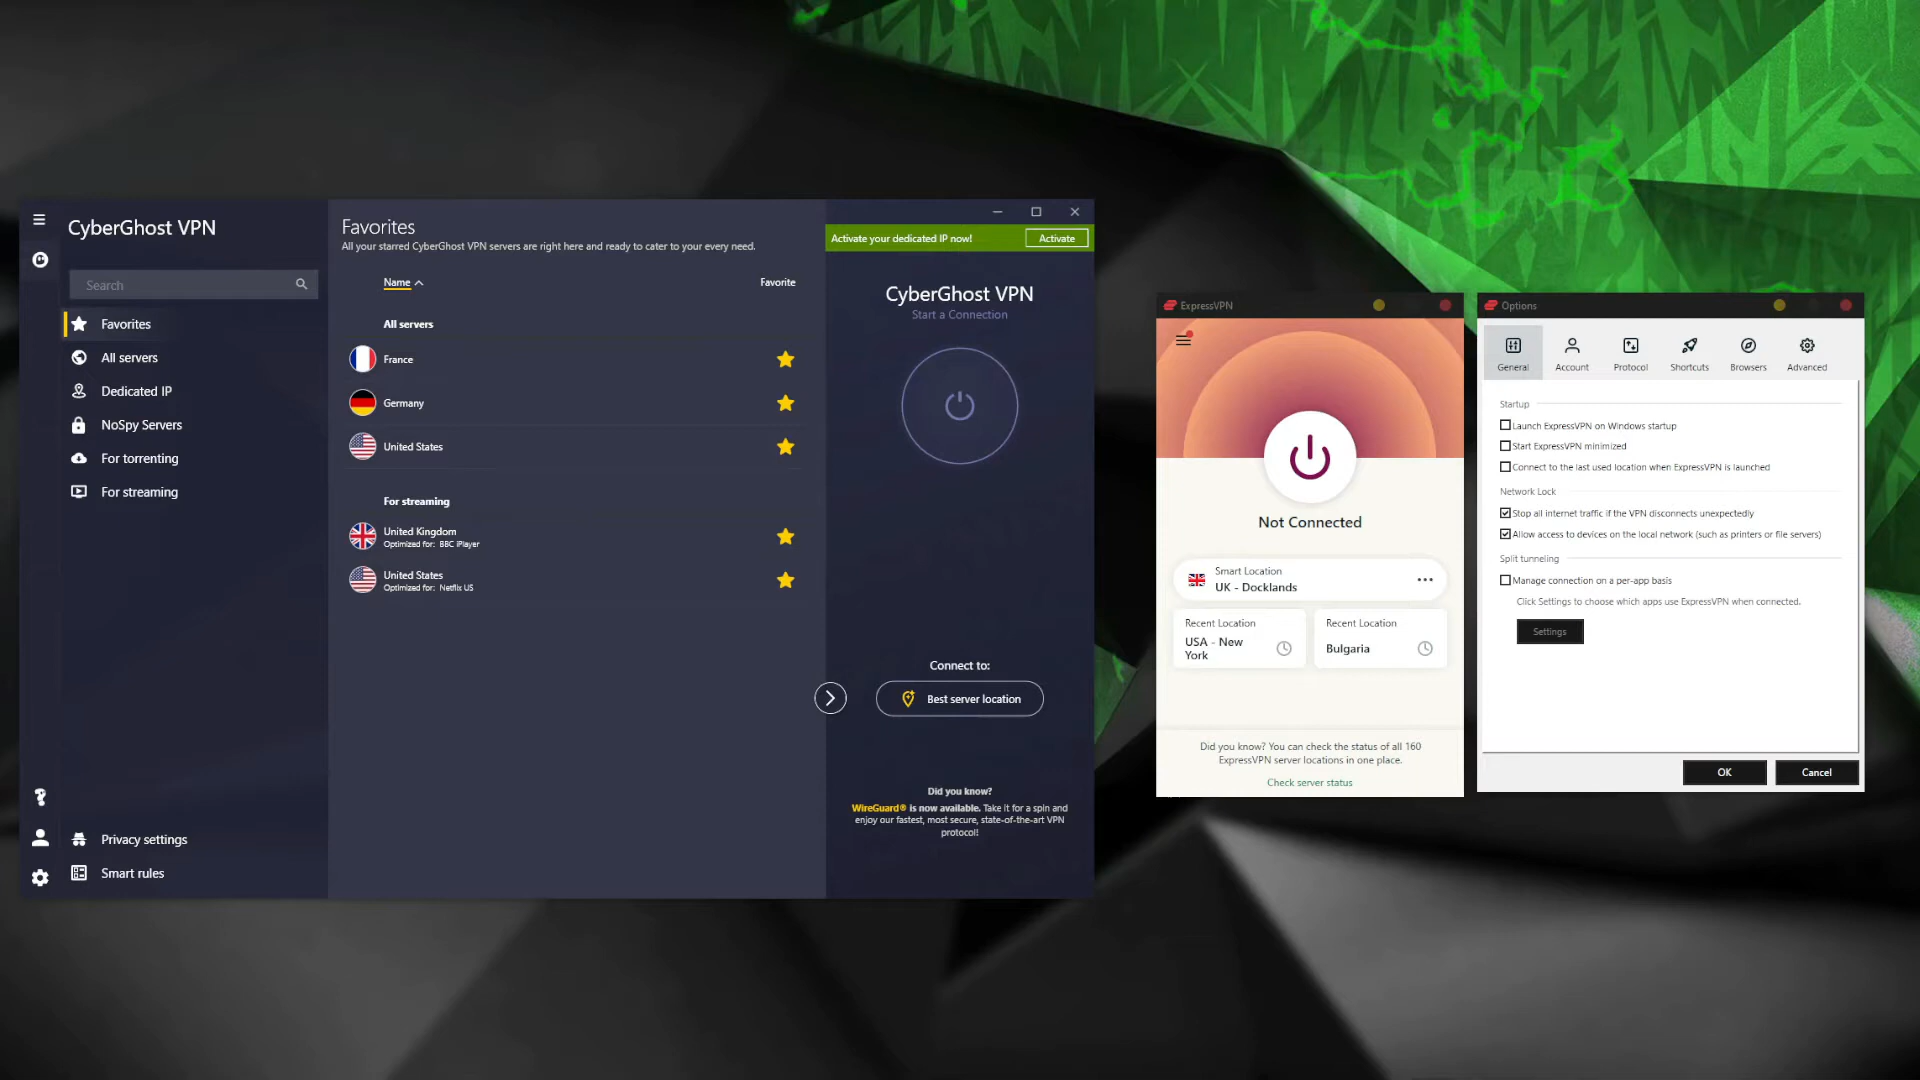 CyberGhost VPN
Search
Favorites
All servers
Dedicated IP
NoSpy Servers
For torrenting
For streaming
Privacy settings
Smart rules
Favorites
All your starred CyberGhost VPN servers are right here and ready to cater to your every need.
Name
Favorite
All servers
France
Germany
United States
For streaming
United Kingdom
Optimized for: BBC iPlayer
United States
Optimized for: Netflix US
Activate your dedicated IP now!
Activate
CyberGhost VPN
Start a Connection
Connect to:
Best server location
Did you know?
WireGuard® is now available. Take it for a spin and
enjoy our fastest, most secure, state-of-the-art VPN
protocol!
ExpressVPN
Not Connected
Smart Location
UK - Docklands
Recent Location
USA - New
York
Recent Location
Bulgaria
Did you know? You can check the status of all 160
ExpressVPN server locations in one place.
Check server status
Options
General
Account
Protocol
Shortcuts
Browsers
Advanced
Startup
Launch ExpressVPN on Windows startup
Start ExpressVPN minimized
Connect to the last used location when ExpressVPN is launched
Network Lock
Stop all internet traffic if the VPN disconnects unexpectedly
Allow access to devices on the local network (such as printers or file servers)
Split tunneling
Manage connection on a per-app basis
Click Settings to choose which apps use ExpressVPN when connected.
Settings
OK
Cancel